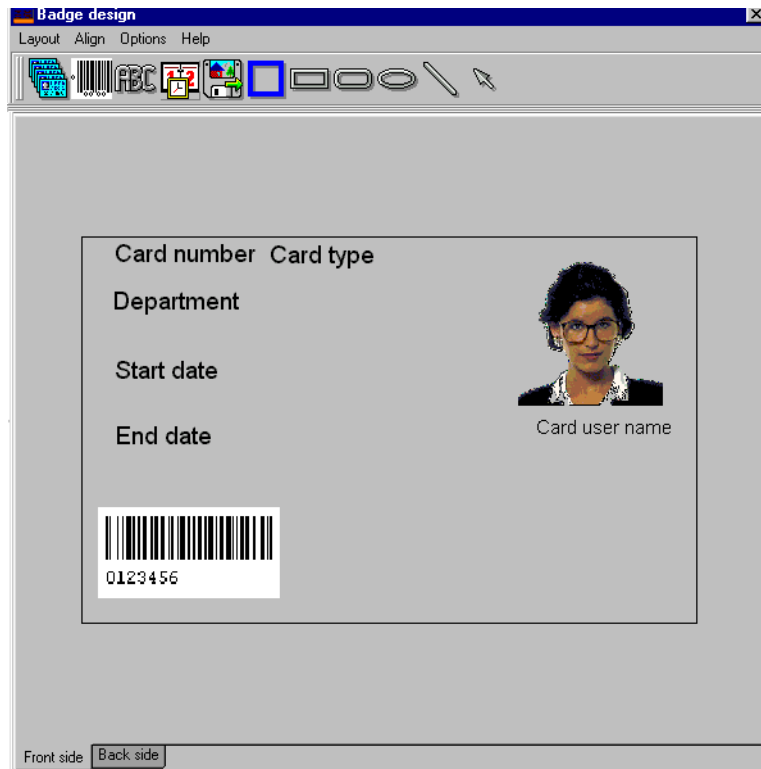 Badge design
Layout Align Options Help
ABC
Card number Card type
Department
Start date
End date
Card user name
0123456
Front side Back side